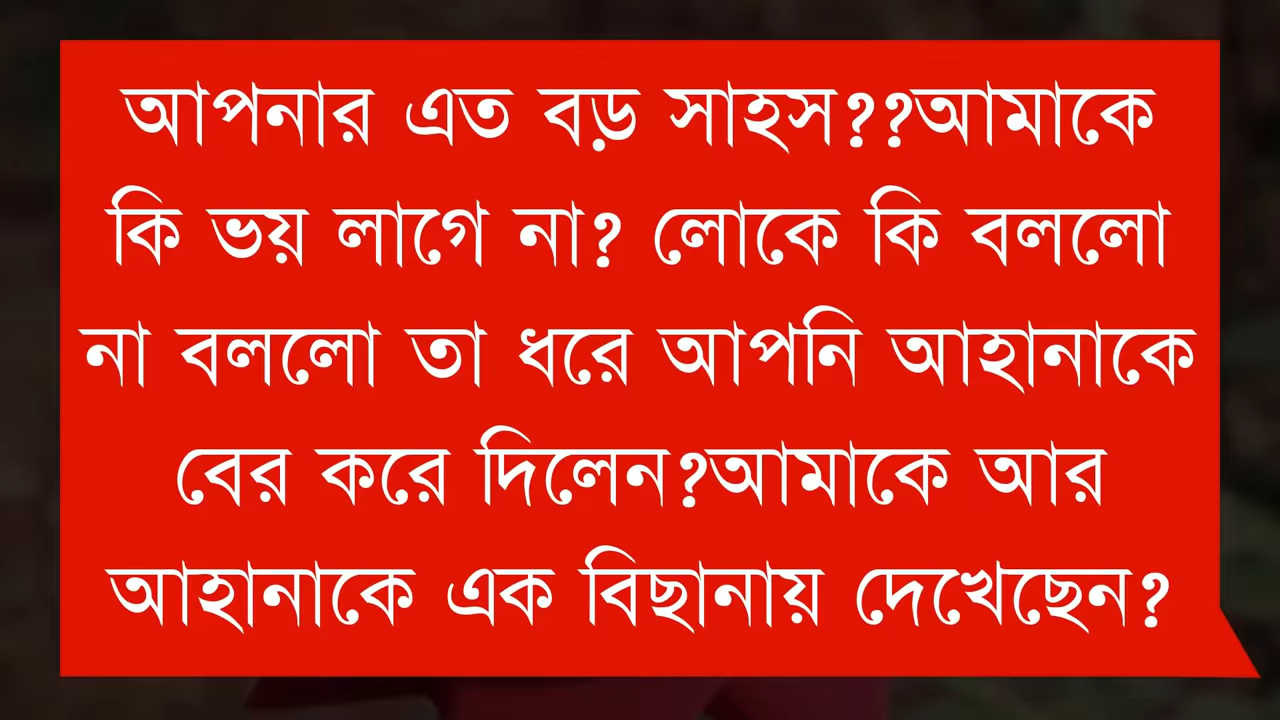 আপনার এত বড় সাহস??আমাকে
কি ভয় লাগে না? লোকে কি বললো
না বললো তা ধরে আপনি আহানাকে
বের করে দিলেন?আমাকে আর
আহানাকে এক বিছানায় দেখেছেন?